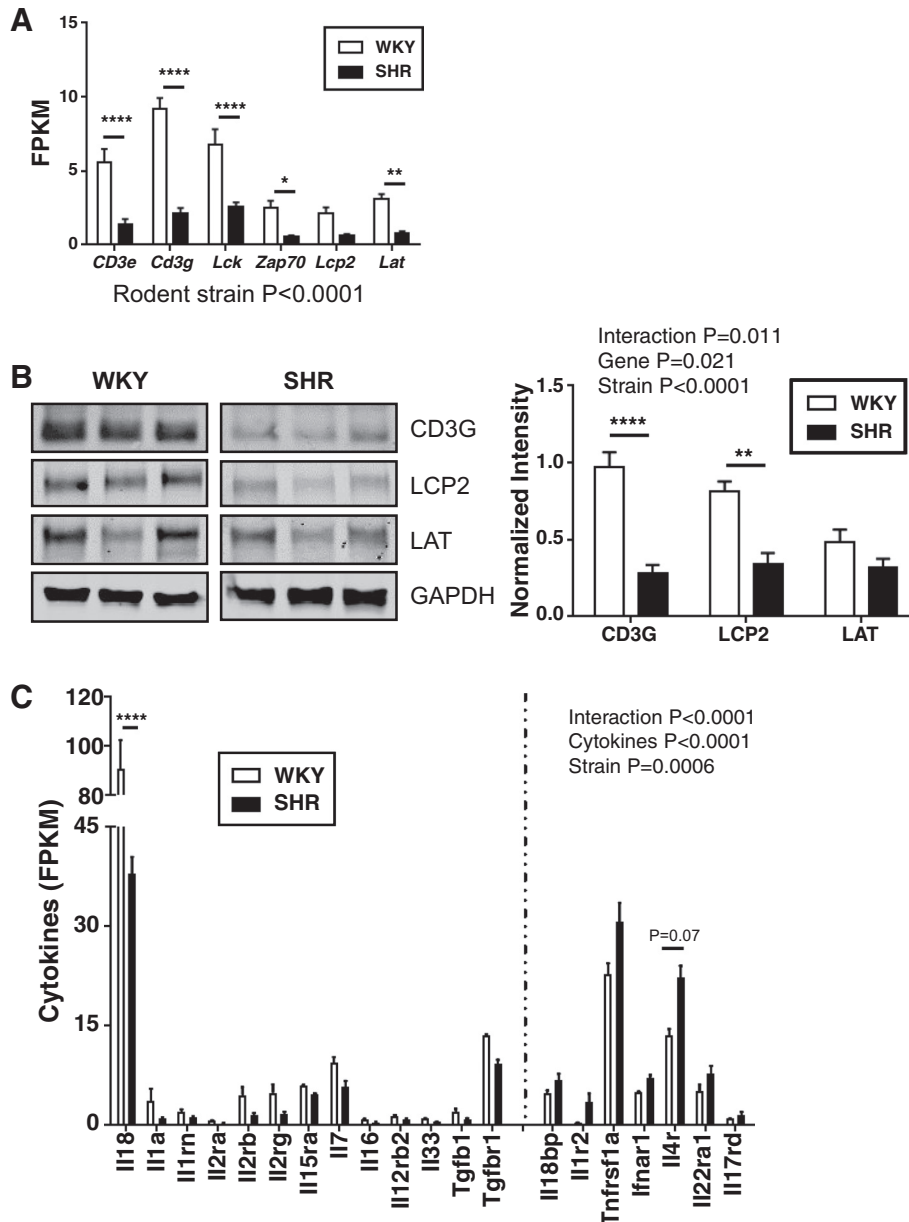 A
15
10
5
0
FPKM
WKY
SHR
****
****
****
*
**
CD3e Cd3g Lck Zap70 Lcp2 Lat
Rodent strain P<0.0001
B
WKY SHR
CD3G
LCP2
LAT
GAPDH
Interaction P=0.011
Gene P=0.021
Strain P<0.0001
1.5
1.0
0.5
0.0
Normalized Intensity
WKY
SHR
****
**
CD3G LCP2 LAT
C
120
100
80
45
30
15
0
Cytokines (FPKM)
****
WKY
SHR
Interaction P<0.0001
Cytokines P<0.0001
Strain P=0.0006
P=0.07
Il18
Il1a
Il1rn
Il2ra
Il2rb
Il2rg
Il15ra
Il7
Il16
Il12rb2
Il33
Tgfb1
Tgfbr1
Il18bp
Il1r2
Tnfrsf1a
Ifnar1
Il4r
Il22ra1
Il17rd